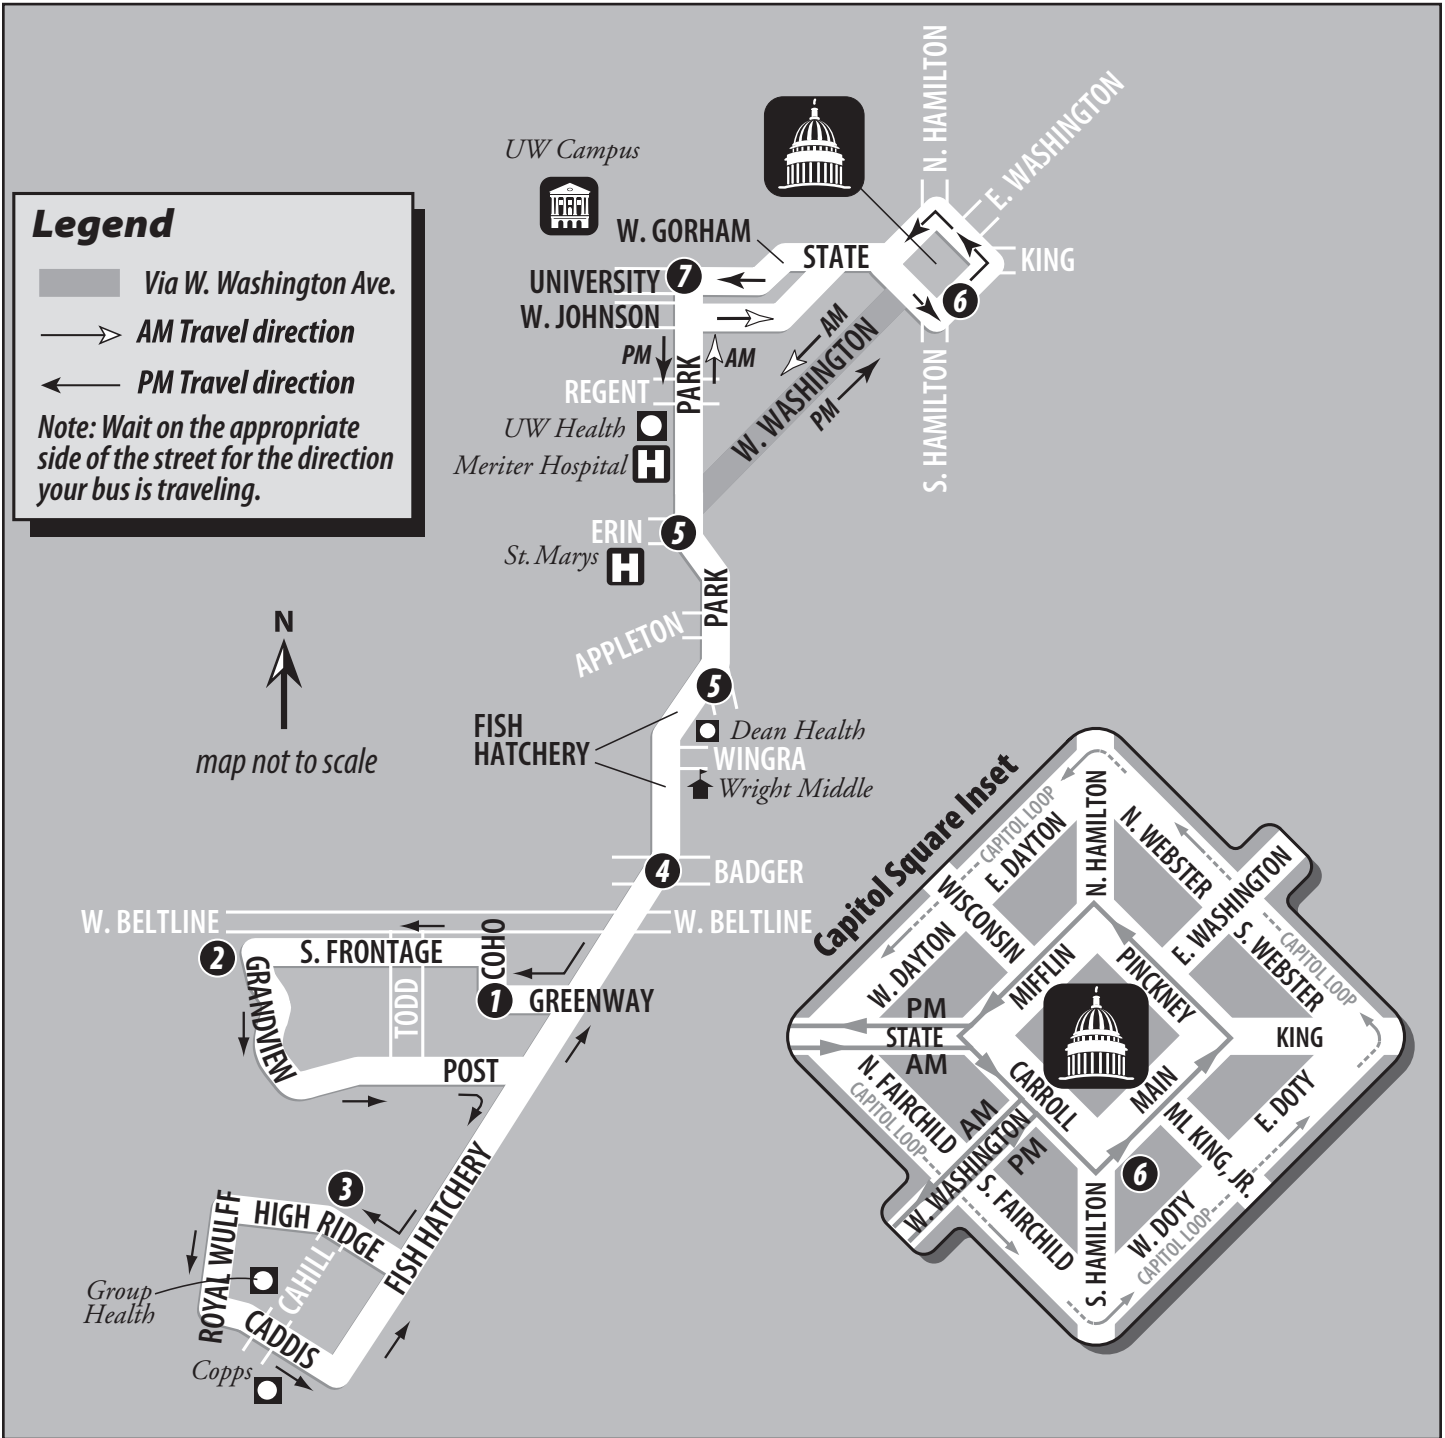 N. HAMILTON
E. WASHINGTON
UW Campus
Legend
Via W. Washington Ave.
AM Travel direction
PM Travel direction
Note: Wait on the appropriate
side of the street for the direction
your bus is traveling.
W. GORHAM
STATE
KING
UNIVERSITY
7
6
W. JOHNSON
PM
AM
AM
PARK
W. WASHINGTON
PM
S. HAMILTON
REGENT
UW Health
Meriter Hospital
H
ERIN
5
St. Marys
H
PARK
APPLETON
N
map not to scale
5
FISH
HATCHERY
Dean Health
WINGRA
Wright Middle
4
BADGER
W. BELTLINE
W. BELTLINE
2
S. FRONTAGE
COHO
1
GREENWAY
GRANDVIEW
TODD
POST
3
HIGH RIDGE
ROYAL WULFF
FISH HATCHERY
CAHILL
Group
Health
CADDIS
Copps
Capitol Square Inset
CAPITOL LOOP
E. DAYTON
N. HAMILTON
N. WEBSTER
E. WASHINGTON
WISCONSIN
W. DAYTON
S. WEBSTER
CAPITOL LOOP
MIFFLIN
PINCKNEY
PM
STATE
AM
KING
N. FAIRCHILD
CAPITOL LOOP
CARROLL
MAIN
E. DOTY
AM
W. WASHINGTON
PM
ML KING, JR.
6
S. FAIRCHILD
S. HAMILTON
W. DOTY
CAPITOL LOOP